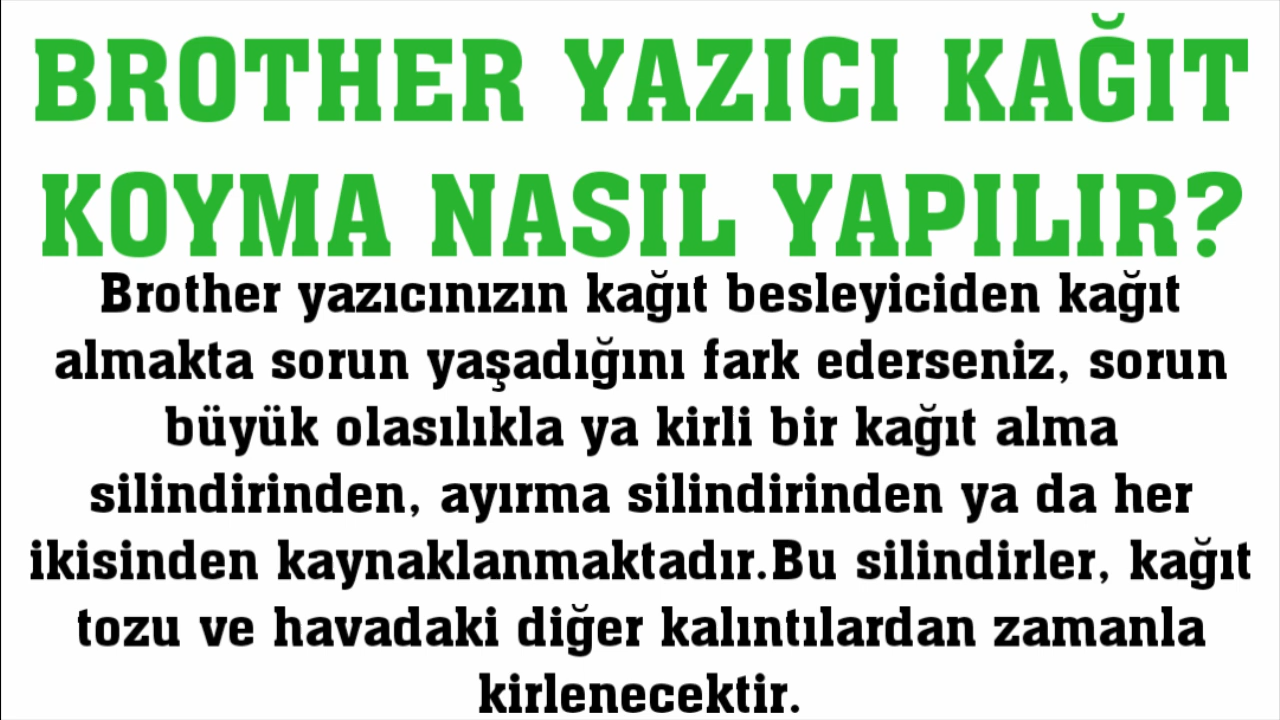 BROTHER YAZICI KAĞIT
KOYMA NASIL YAPILIR?
Brother yazıcınızın kağıt besleyiciden kağıt
almakta sorun yaşadığını fark ederseniz, sorun
büyük olasılıkla ya kirli bir kağıt alma
silindirinden, ayırma silindirinden ya da her
ikisinden kaynaklanmaktadır.Bu silindirler, kağıt
tozu ve havadaki diğer kalıntılardan zamanla
kirlenecektir.